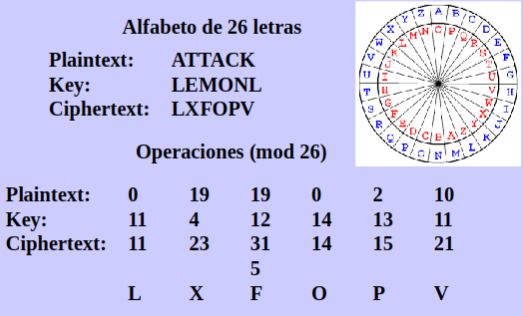 Alfabeto de 26 letras
Plaintext: ATTACK
Key: LEMONL
Ciphertext: LXFOPV
Operaciones (mod 26)
Plaintext: 0 19 19 0 2 10
Key: 11 4 12 14 13 11
Ciphertext: 11 23 31 14 15 21
5
L X F O P V